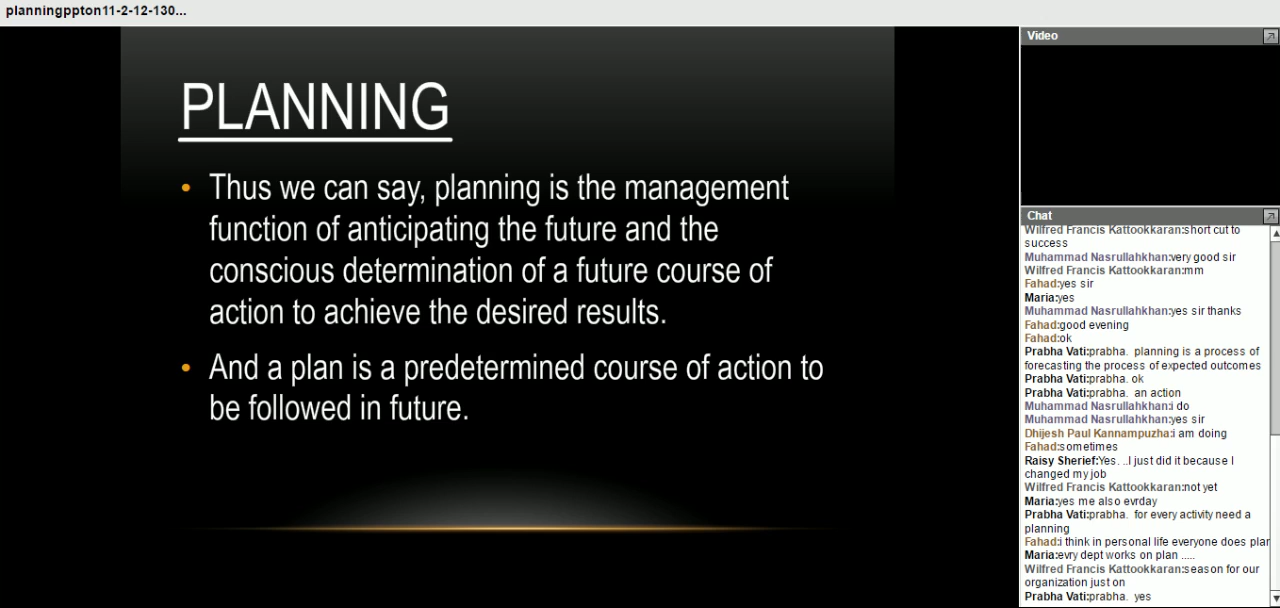 planningppton11-2-12-130...
PLANNING
• Thus we can say, planning is the management
function of anticipating the future and the
conscious determination of a future course of
action to achieve the desired results.
• And a plan is a predetermined course of action to
be followed in future.
Video
Chat
Wilfred Francis Kattookkaran:short cut to
success
Muhammad Nasrullahkhan:very good sir
Wilfred Francis Kattookkaran:mm
Fahad:yes sir
Maria:yes
Muhammad Nasrullahkhan:yes sir thanks
Fahad:good evening
Fahad:ok
Prabha Vati:prabha. planning is a process of
forecasting the process of expected outcomes
Prabha Vati:prabha. ok
Prabha Vati:prabha. an action
Muhammad Nasrullahkhan:i do
Muhammad Nasrullahkhan:yes sir
Dhijesh Paul Kannampuzha:i am doing
Fahad:sometimes
Raisy Sherief:Yes. ..I just did it because I
changed my job
Wilfred Francis Kattookkaran:not yet
Maria:yes me also evrday
Prabha Vati:prabha. for every activity need a
planning
Fahad:i think in personal life everyone does plan
Maria:evry dept works on plan .....
Wilfred Francis Kattookkaran:season for our
organization just on
Prabha Vati:prabha. yes